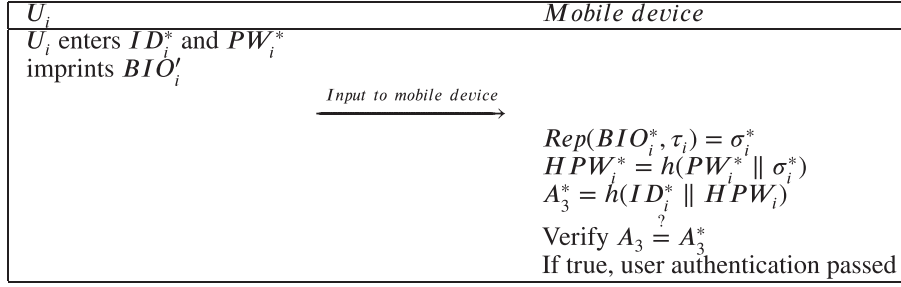 U_i Mobile device
U_i enters ID_i^* and PW_i^*
imprints BIO_i′
Input to mobile device
Rep(BIO_i^*, τ_i) = σ_i^*
HPW_i^* = h(PW_i^* ∥ σ_i^*)
A_3^* = h(ID_i^* ∥ HPW_i)
Verify A_3 ≟ A_3^*
If true, user authentication passed